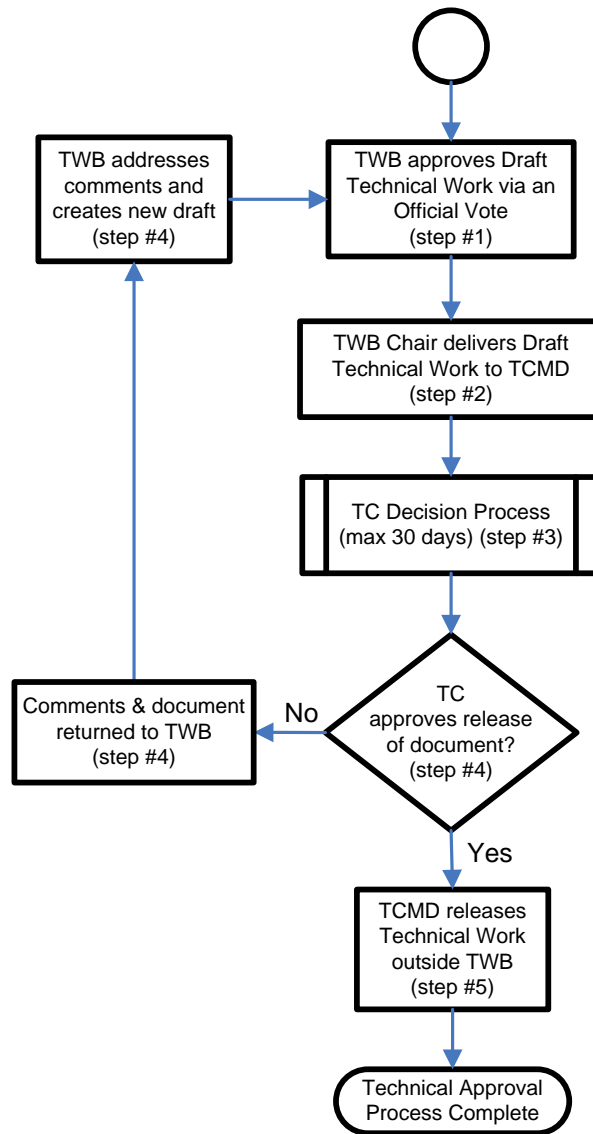 TWB addresses
comments and
creates new draft
(step #4)
TWB approves Draft
Technical Work via an
Official Vote
(step #1)
TWB Chair delivers Draft
Technical Work to TCMD
(step #2)
TC Decision Process
(max 30 days) (step #3)
TC
approves release
of document?
(step #4)
No
Comments & document
returned to TWB
(step #4)
Yes
TCMD releases
Technical Work
outside TWB
(step #5)
Technical Approval
Process Complete